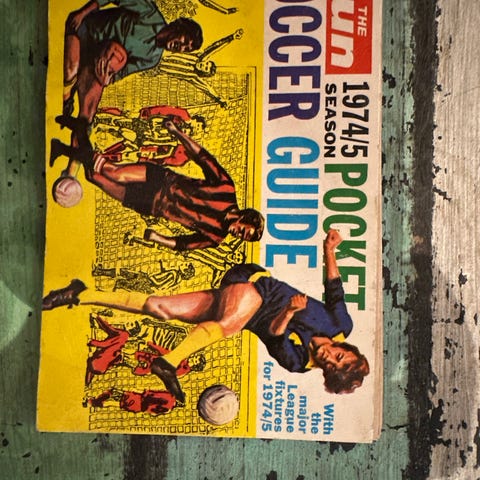 THE
un
1974/5 POCKET
SEASON
OCCER GUIDE
With
the
major
League
fixtures
for 1974/5